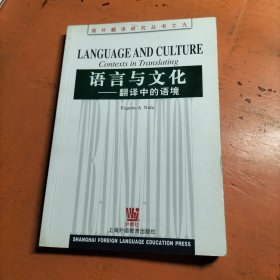 国外翻译研究丛书之九
LANGUAGE AND CULTURE
Contexts in Translating
语言与文化
——翻译中的语境
Eugene A. Nida
外教社
上海外语教育出版社
SHANGHAI FOREIGN LANGUAGE EDUCATION PRESS